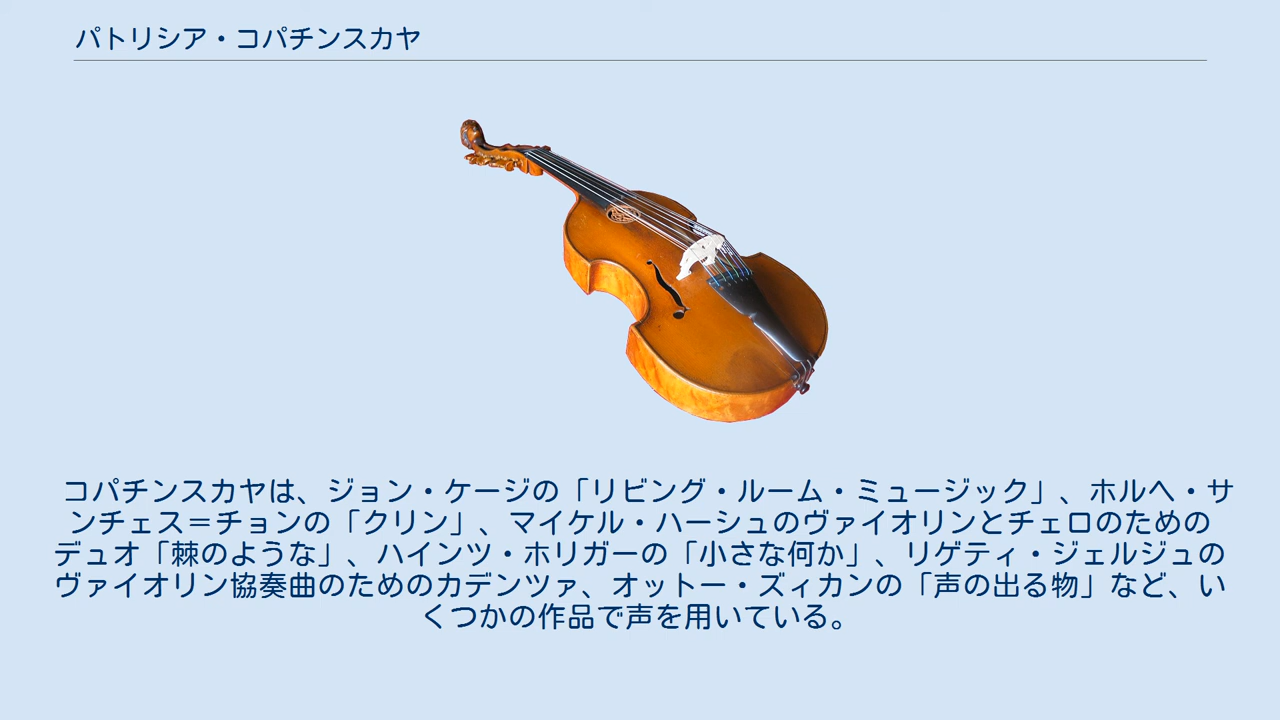 パトリシア・コパチンスカヤ
コパチンスカヤは、ジョン・ケージの「リビング・ルーム・ミュージック」、ホルヘ・サ
ンチェス＝チョンの「クリン」、マイケル・ハーシュのヴァイオリンとチェロのための
デュオ「棘のような」、ハインツ・ホリガーの「小さな何か」、リゲティ・ジェルジュの
ヴァイオリン協奏曲のためのカデンツァ、オットー・ズィカンの「声の出る物」など、い
くつかの作品で声を用いている。